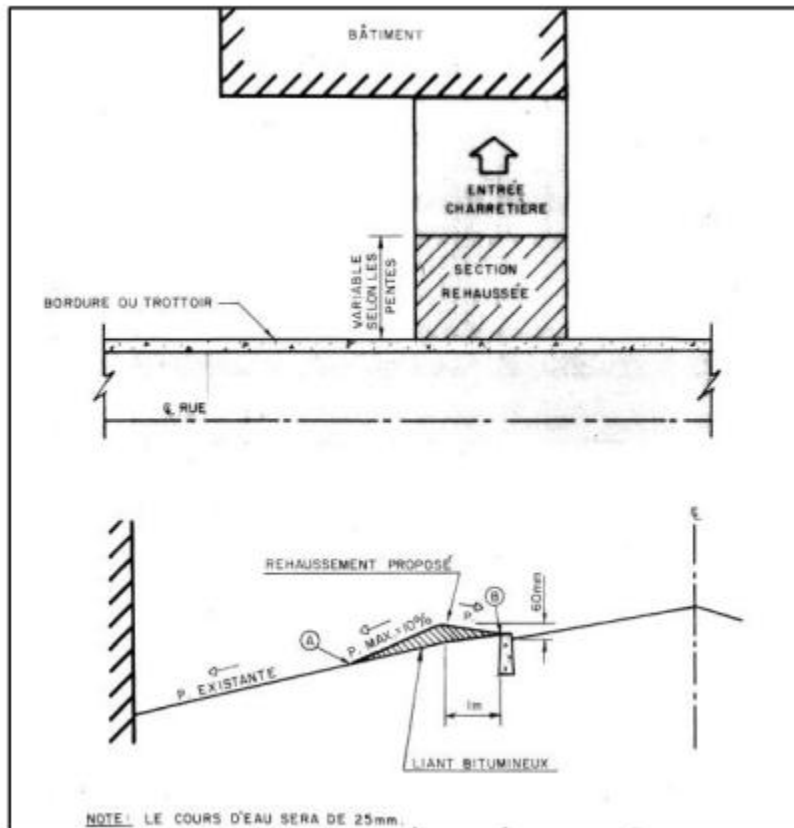 BÂTIMENT
ENTRÉE
CHARRETIÈRE
VARIABLE
SELON LES
PENTES
SECTION
REHAUSSÉE
BORDURE OU TROTTOIR
℄ RUE
℄
REHAUSSEMENT PROPOSÉ
B
P.
60mm
A
P. MAX.=10%
P. EXISTANTE
1m
LIANT BITUMINEUX
NOTE: LE COURS D'EAU SERA DE 25mm.